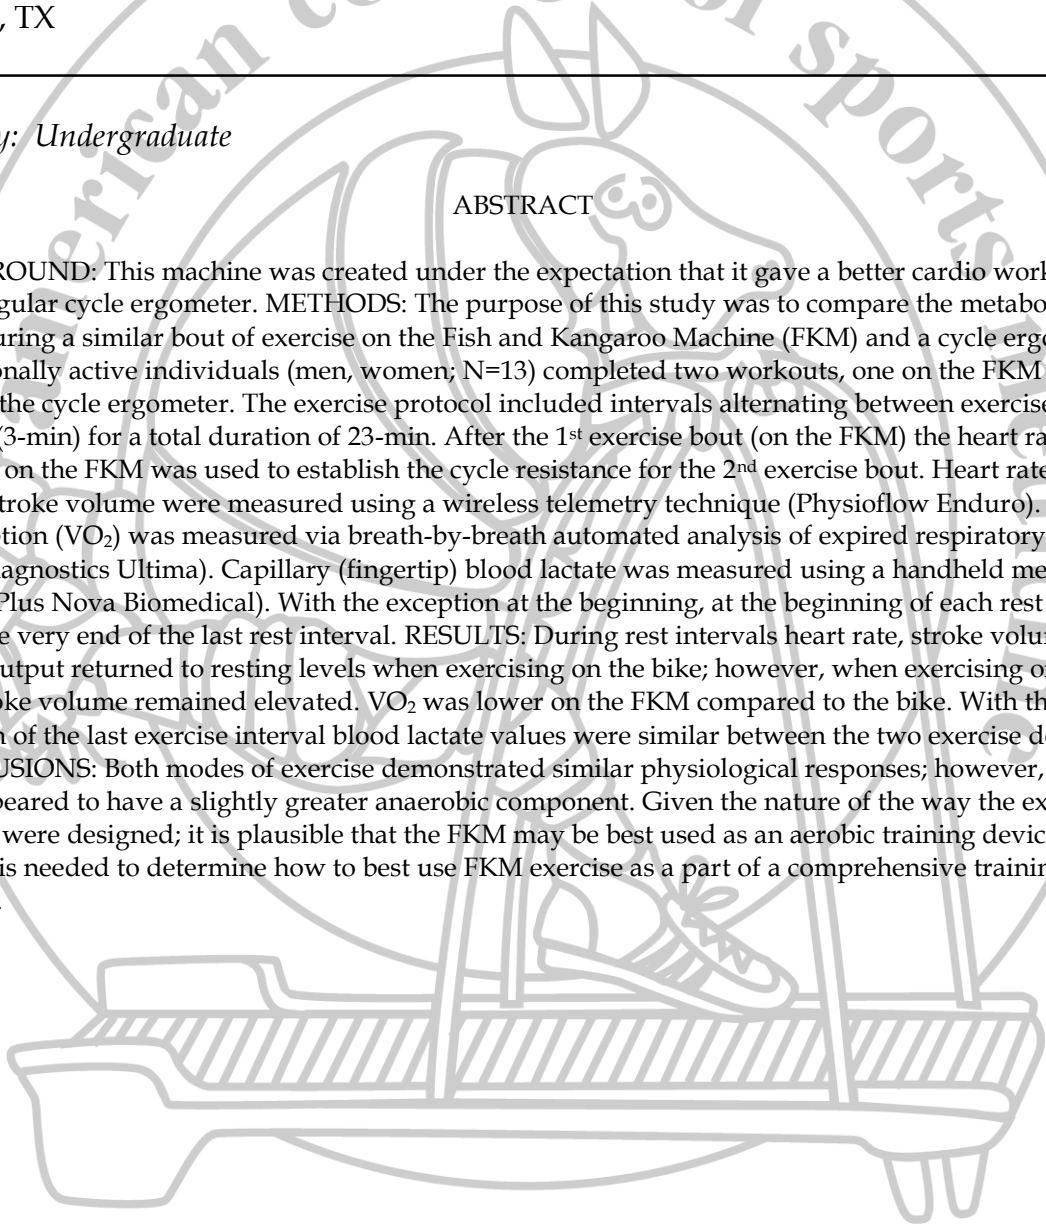 , TX
y: Undergraduate
ABSTRACT
ROUND: This machine was created under the expectation that it gave a better cardio work
gular cycle ergometer. METHODS: The purpose of this study was to compare the metabo
uring a similar bout of exercise on the Fish and Kangaroo Machine (FKM) and a cycle ergo
onally active individuals (men, women; N=13) completed two workouts, one on the FKM
the cycle ergometer. The exercise protocol included intervals alternating between exercise
(3-min) for a total duration of 23-min. After the 1st exercise bout (on the FKM) the heart ra
on the FKM was used to establish the cycle resistance for the 2nd exercise bout. Heart rate
troke volume were measured using a wireless telemetry technique (Physioflow Enduro).
tion (VO2) was measured via breath-by-breath automated analysis of expired respiratory
agnostics Ultima). Capillary (fingertip) blood lactate was measured using a handheld me
Plus Nova Biomedical). With the exception at the beginning, at the beginning of each rest
e very end of the last rest interval. RESULTS: During rest intervals heart rate, stroke volum
utput returned to resting levels when exercising on the bike; however, when exercising o
oke volume remained elevated. VO2 was lower on the FKM compared to the bike. With th
n of the last exercise interval blood lactate values were similar between the two exercise d
USIONS: Both modes of exercise demonstrated similar physiological responses; however,
peared to have a slightly greater anaerobic component. Given the nature of the way the ex
were designed; it is plausible that the FKM may be best used as an aerobic training devic
is needed to determine how to best use FKM exercise as a part of a comprehensive trainin
.
american co
of sports